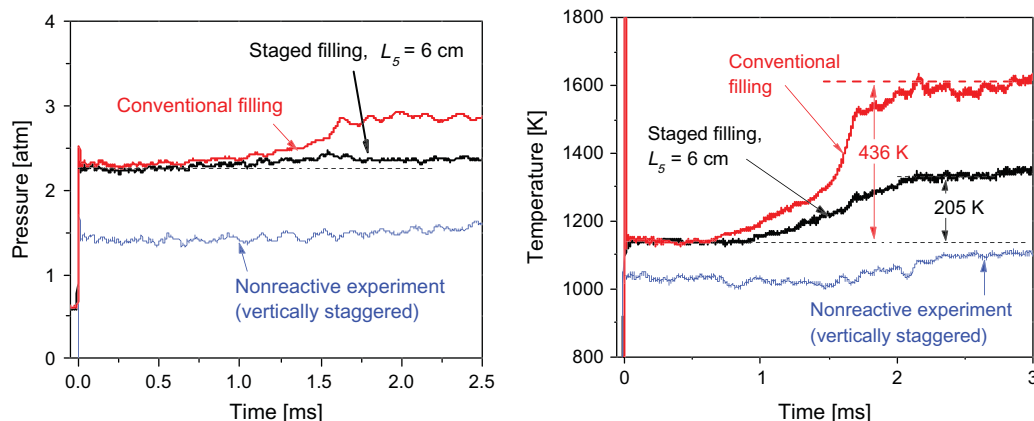 4
3
2
1
0
Pressure [atm]
Staged filling, L5 = 6 cm
Conventional filling
Nonreactive experiment
(vertically staggered)
0.0 0.5 1.0 1.5 2.0 2.5
Time [ms]
1800
1600
1400
1200
1000
800
Temperature [K]
Conventional
filling
Staged filling,
L5 = 6 cm
436 K
205 K
Nonreactive experiment
(vertically staggered)
0 1 2 3
Time [ms]